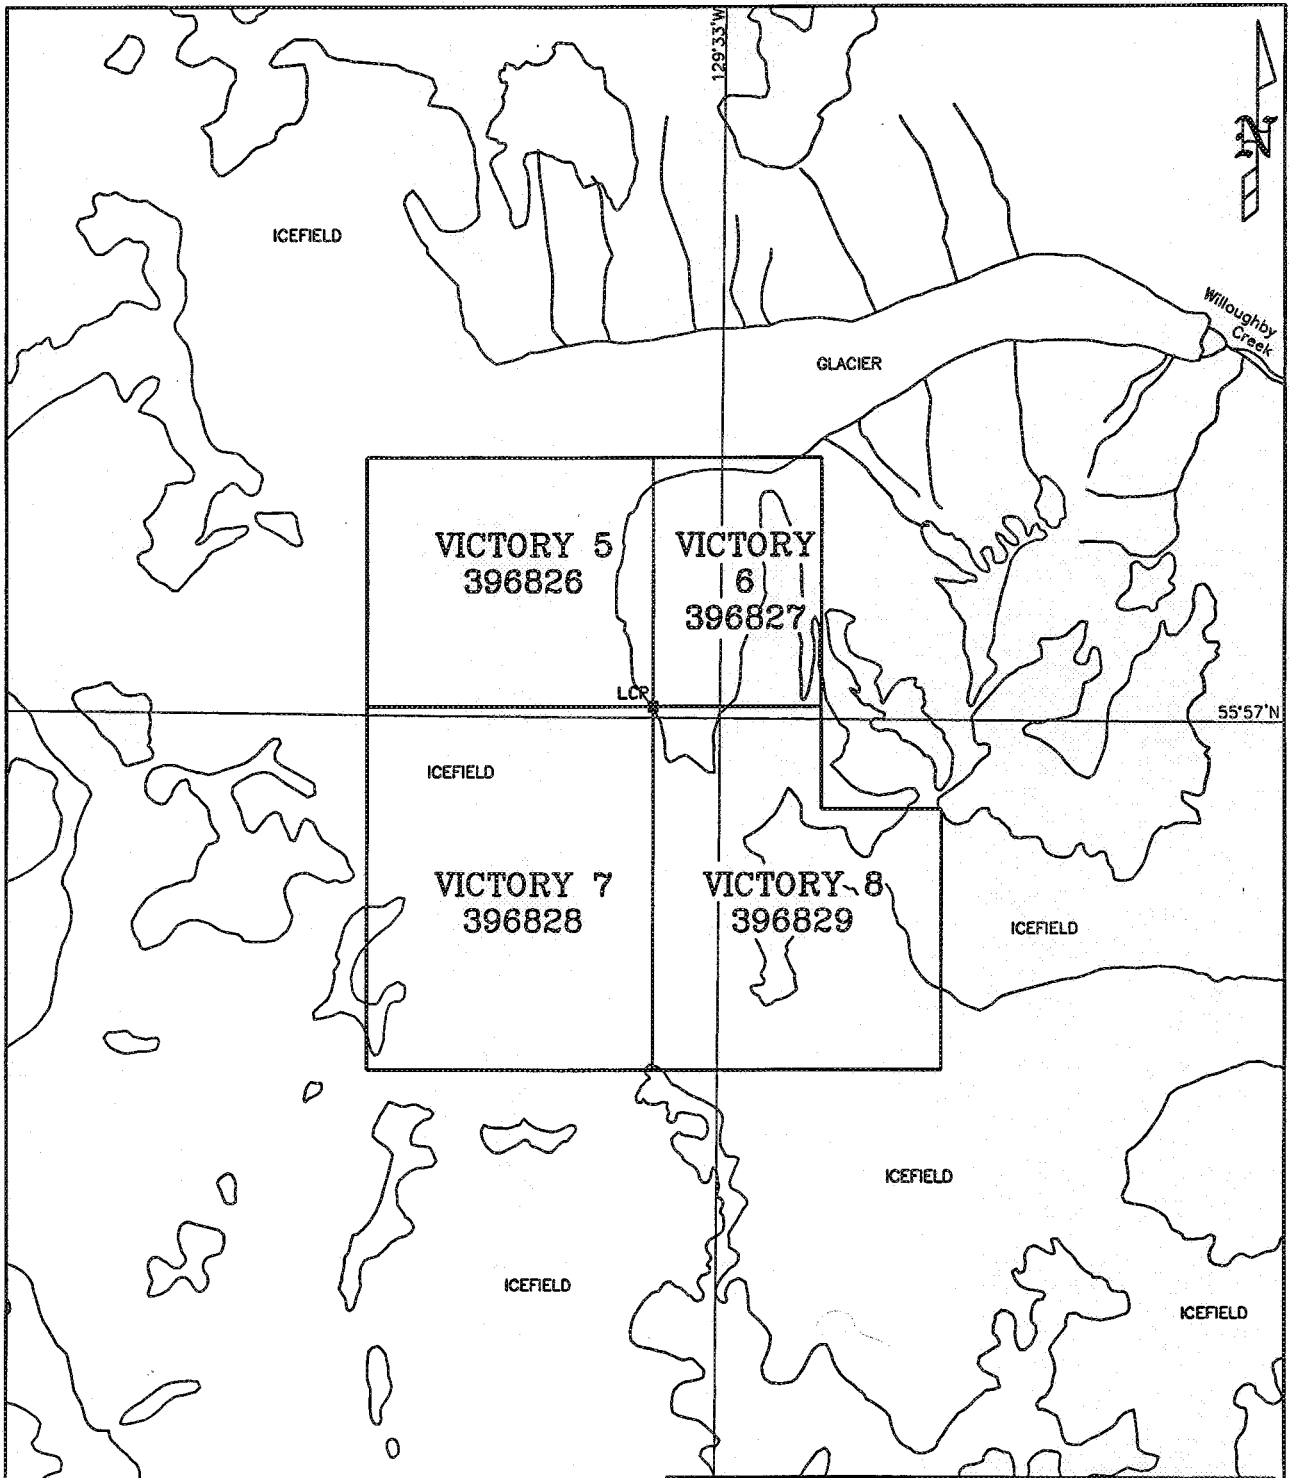 129°33'W
N
ICEFIELD
Willoughby
Creek
GLACIER
VICTORY 5
396826
VICTORY
6
396827
LCP
55°57'N
ICEFIELD
VICTORY 7
396828
VICTORY 8
396829
ICEFIELD
ICEFIELD
ICEFIELD
ICEFIELD